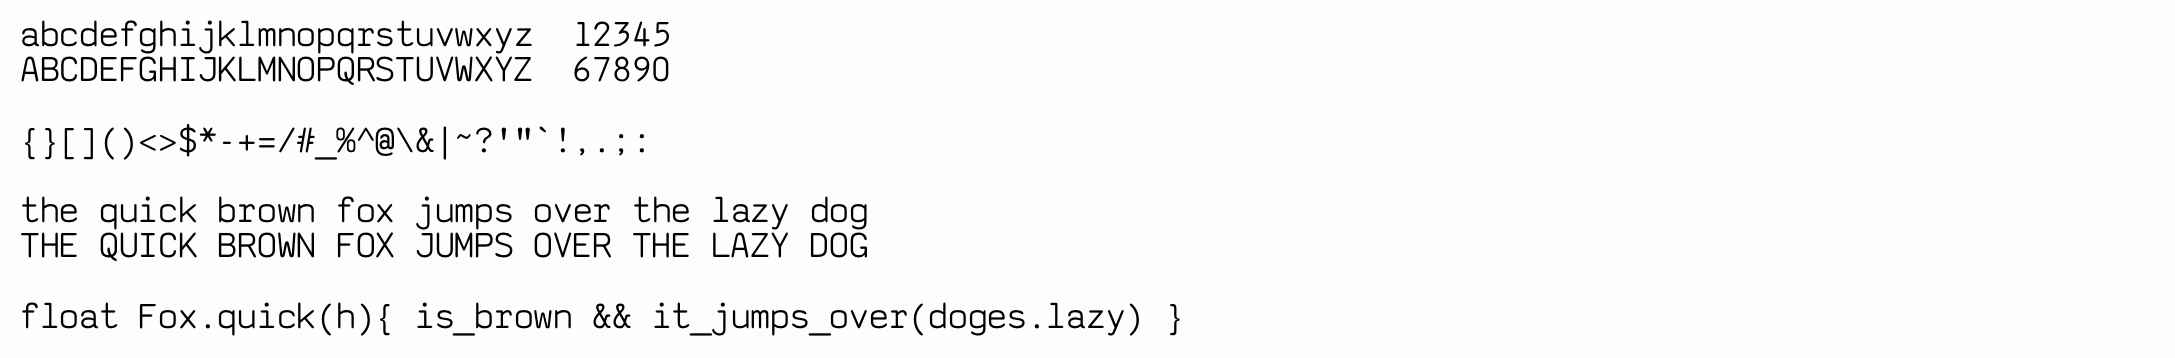 abcdefghijklmnopqrstuvwxyz  12345
ABCDEFGHIJKLMNOPQRSTUVWXYZ  67890
{}[]()<>$*-+=/#_%^@\&|~?'"`!,.;:
the quick brown fox jumps over the lazy dog
THE QUICK BROWN FOX JUMPS OVER THE LAZY DOG
float Fox.quick(h){ is_brown && it_jumps_over(doges.lazy) }